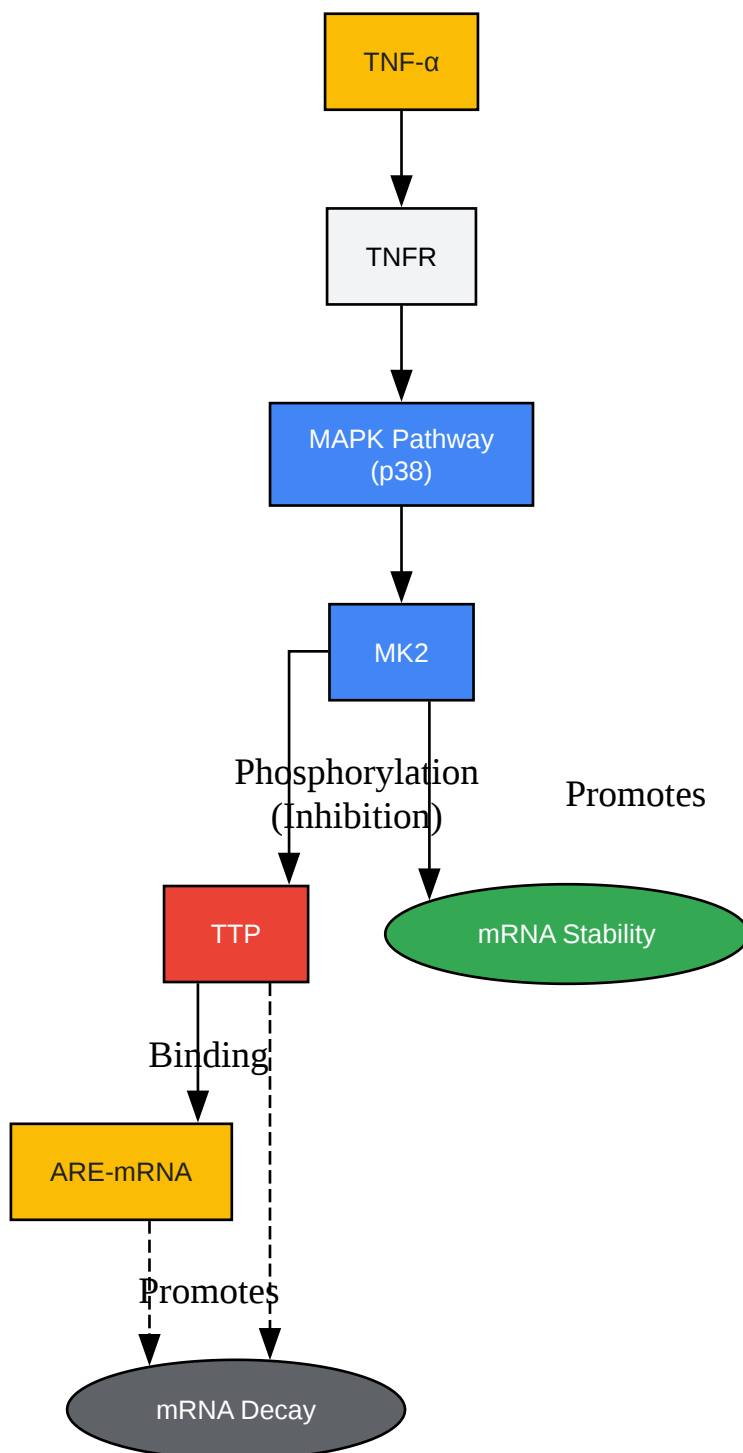 TNF-α
TNFR
MAPK Pathway
(p38)
MK2
Phosphorylation
(Inhibition)
Promotes
TTP
mRNA Stability
Binding
ARE-mRNA
Promotes
mRNA Decay